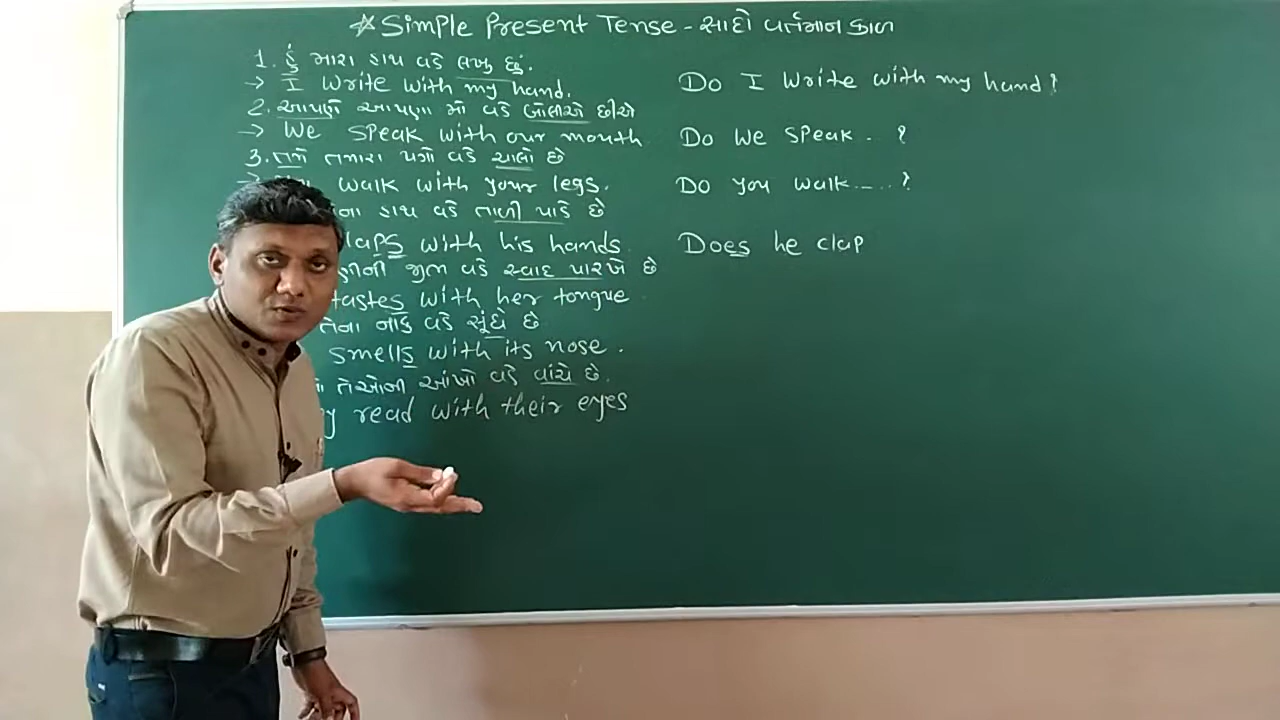 ☆ Simple Present Tense - સાદો વર્તમાન કાળ
1. હું મારા હાથ વડે લખુ છું.
→ I write with my hand.
Do I write with my hand?
2. આપણે આપણા મોં વડે બોલીએ છીએ
→ We speak with our mouth
Do we speak. ?
3. તમે તમારા પગો વડે ચાલો છે
walk with your legs.
Do you walk....?
હાથ વડે તાળી પાડે છે
claps with his hands
Does he clap
જીભ વડે સ્વાદ પારખે છે
tastes with her tongue
તેના નાક વડે સૂંઘે છે
smells with its nose.
તેઓની આંખો વડે વાંચે છે.
read with their eyes